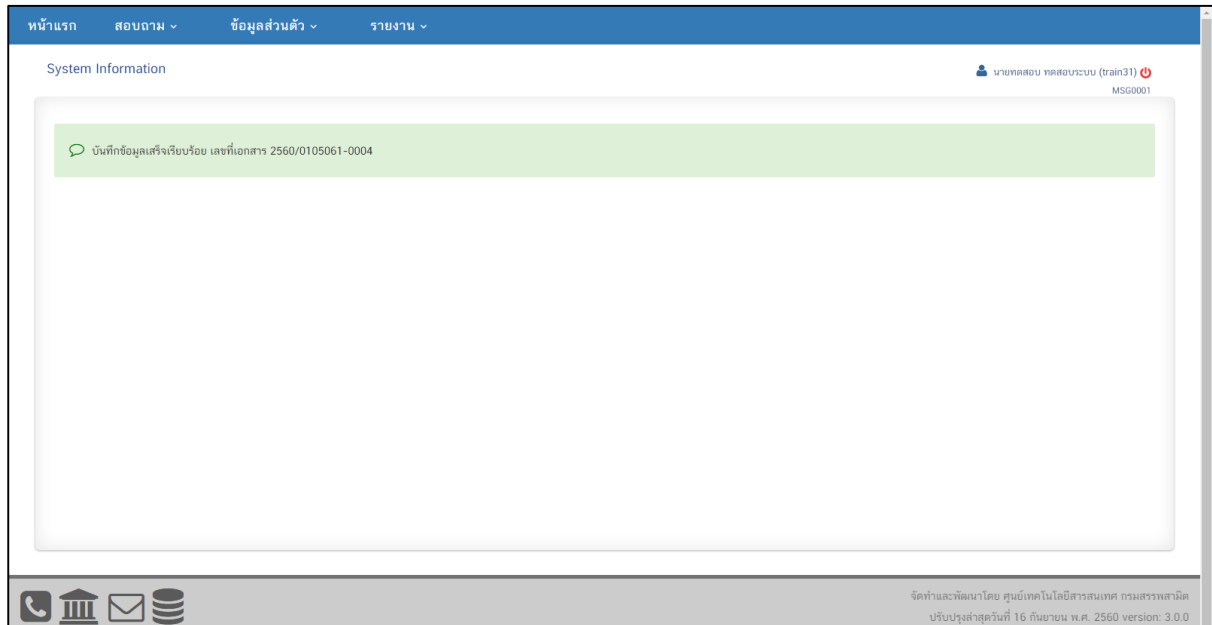 หน้าแรก สอบถาม ข้อมูลส่วนตัว รายงาน
System Information
นายทดสอบ ทดสอบระบบ (train31)
MSG0001
บันทึกข้อมูลเสร็จเรียบร้อย เลขที่เอกสาร 2560/0105061-0004
จัดทำและพัฒนาโดย ศูนย์เทคโนโลยีสารสนเทศ กรมสรรพสามิต
ปรับปรุงล่าสุดวันที่ 16 กันยายน พ.ศ. 2560 version: 3.0.0